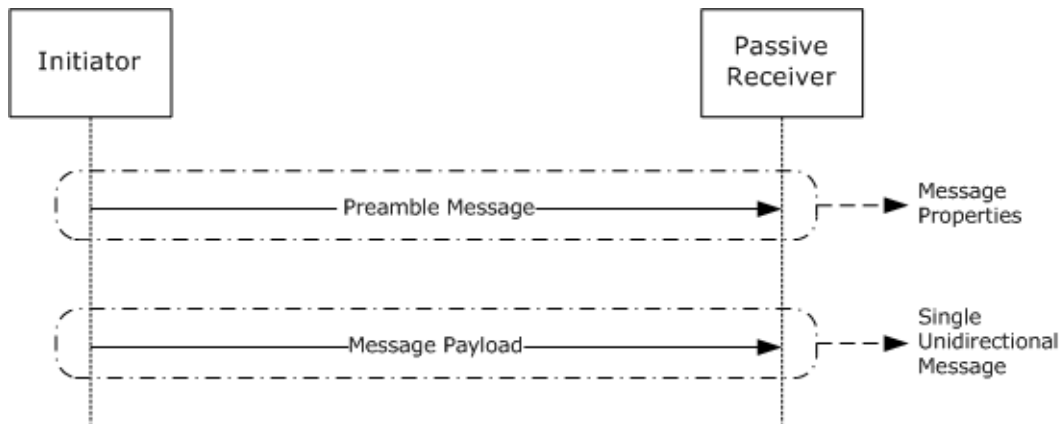 Initiator
Passive
Receiver
Preamble Message
Message
Properties
Message Payload
Single
Unidirectional
Message